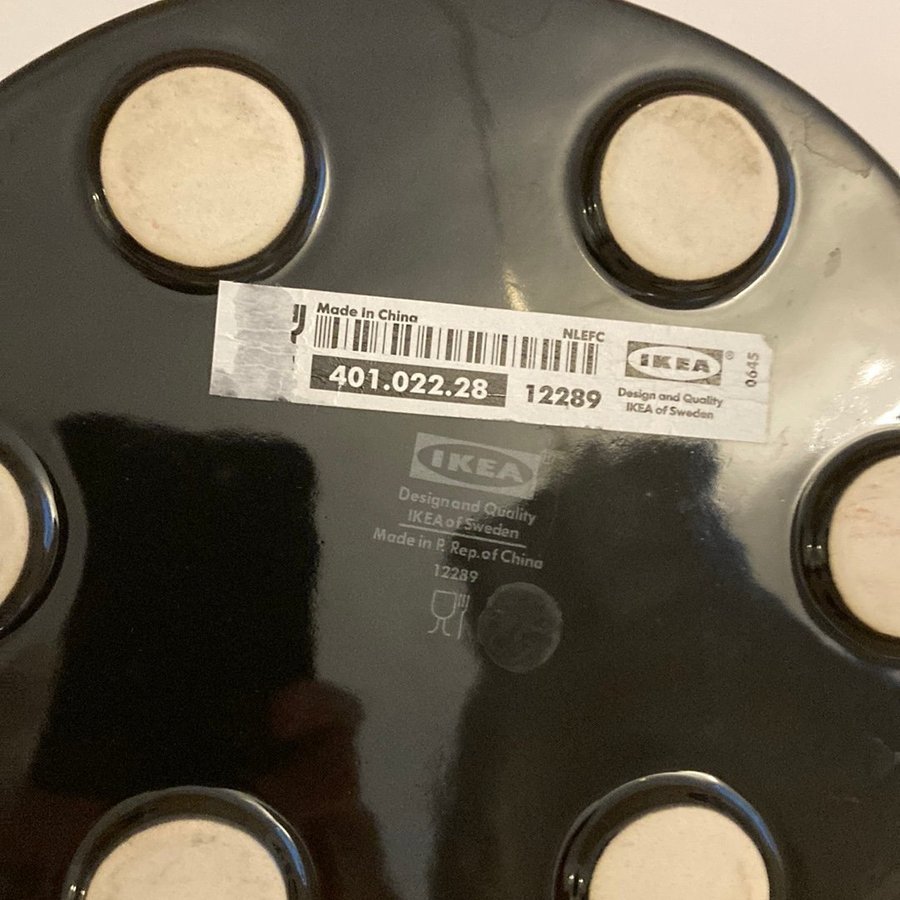 Made In China
NLEFC
401.022.28
12289
IKEA®
Design and Quality
IKEA of Sweden
0645
IKEA
Design and Quality
IKEA of Sweden
Made in P. Rep. of China
12289